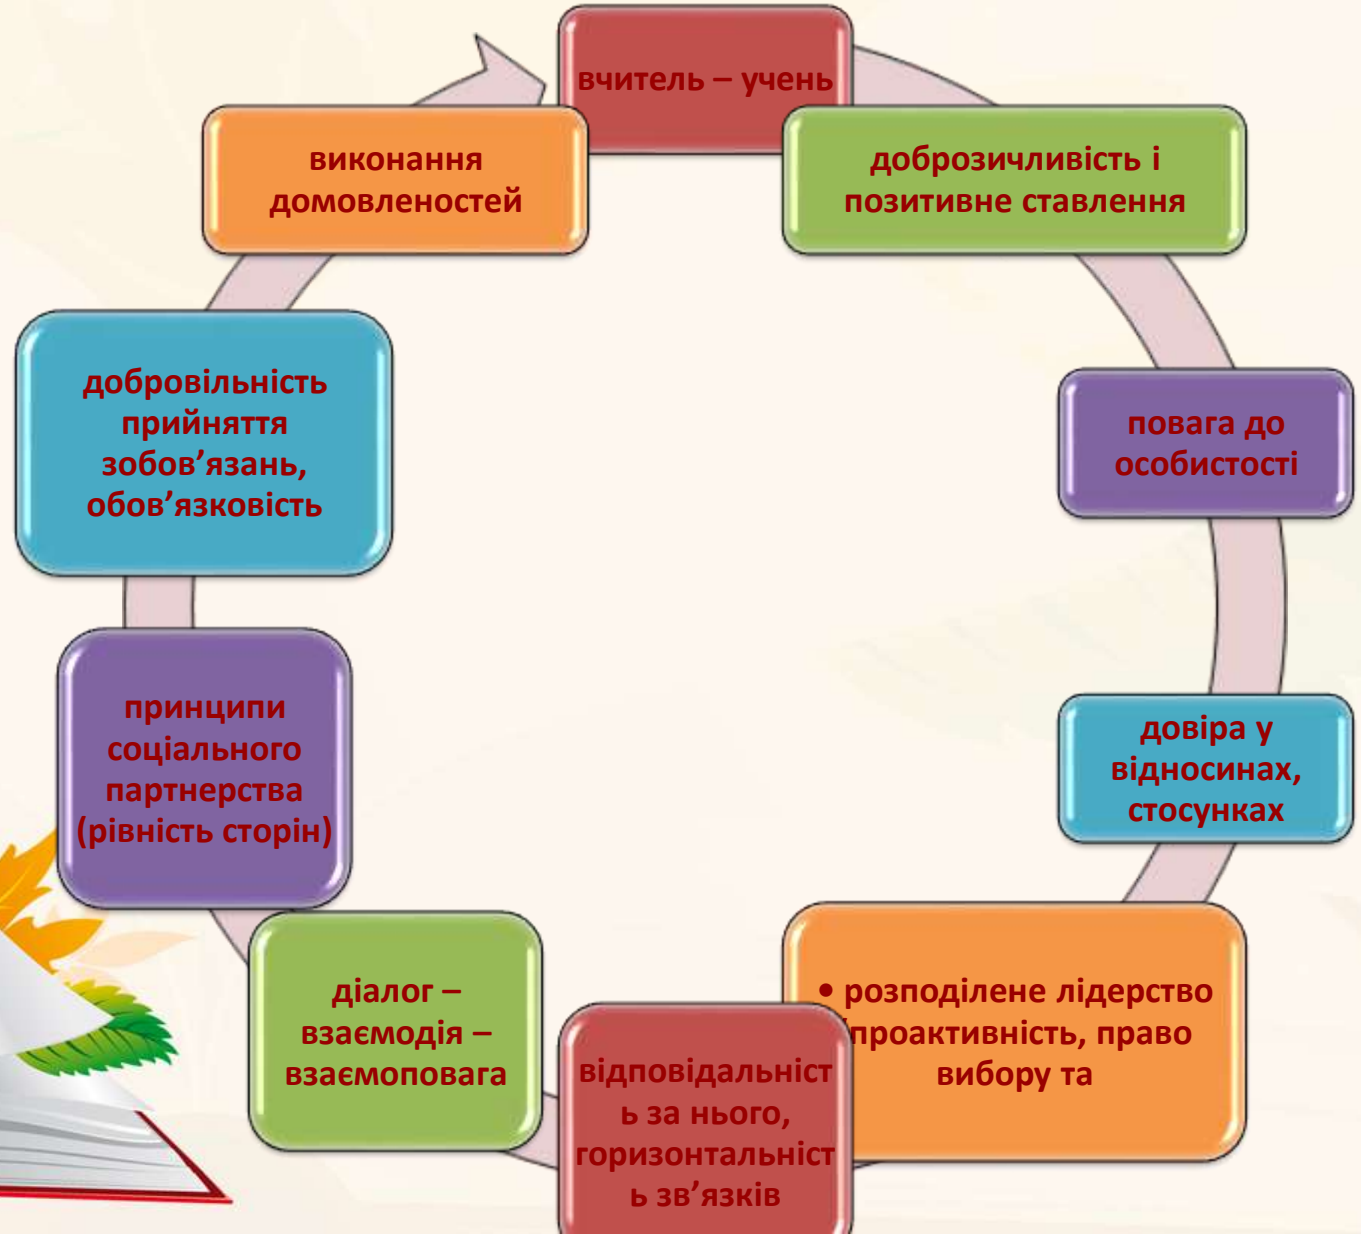 вчитель – учень
доброзичливість і
позитивне ставлення
повага до
особистості
довіра у
відносинах,
стосунках
• розподілене лідерство
проактивність, право
вибору та
відповідальніст
ь за нього,
горизонтальніст
ь зв’язків
діалог –
взаємодія –
взаємоповага
принципи
соціального
партнерства
(рівність сторін)
добровільність
прийняття
зобов’язань,
обов’язковість
виконання
домовленостей